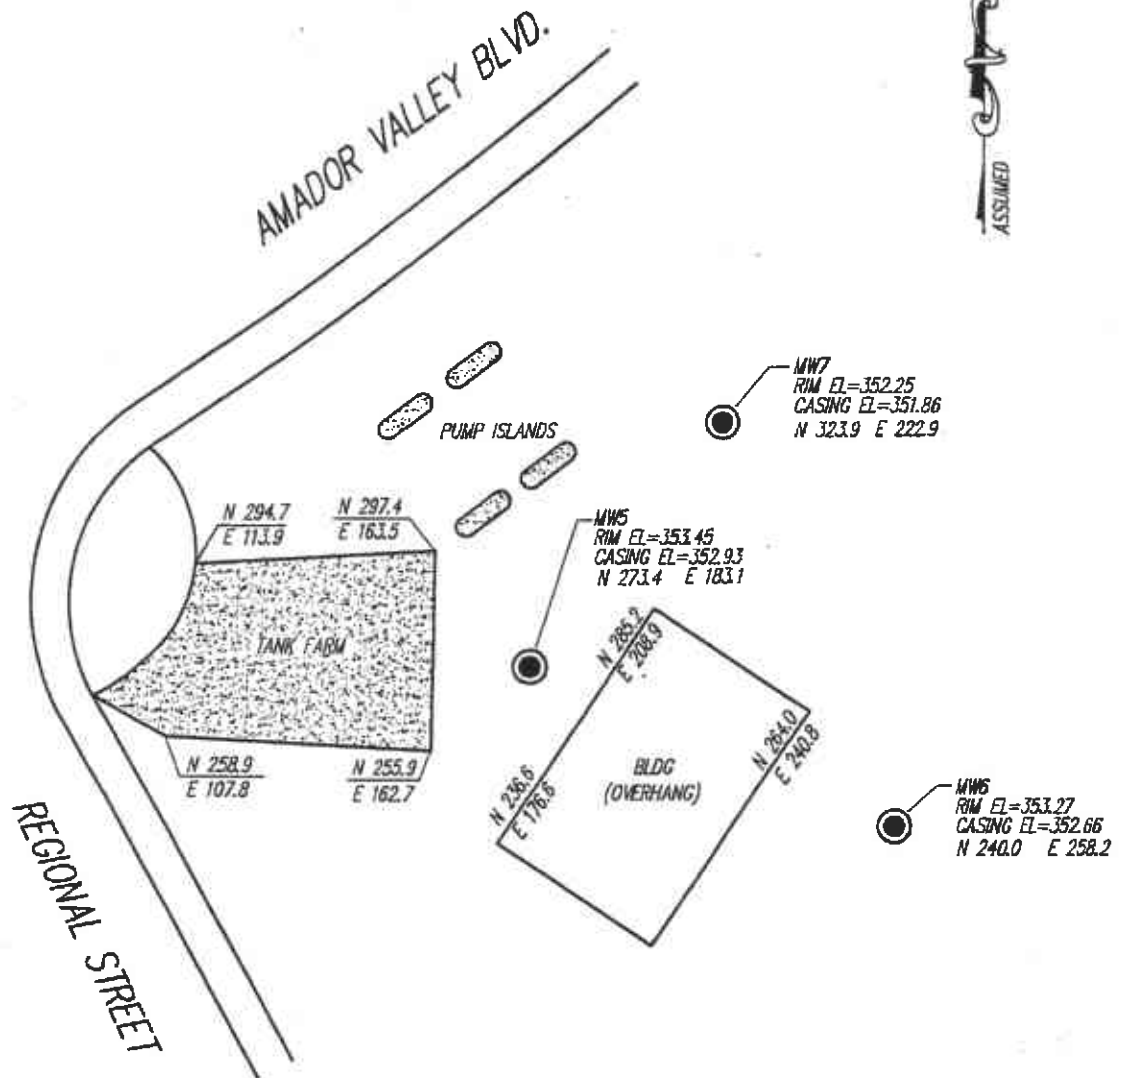 AMADOR VALLEY BLVD.
ASSUMED
MW7
RIM EL=352.25
CASING EL=351.86
N 323.9 E 222.9
PUMP ISLANDS
N 294.7
E 113.9
N 297.4
E 163.5
MW5
RIM EL=353.45
CASING EL=352.93
N 273.4 E 183.1
TANK FARM
N 285.2
E 208.9
N 264.0
E 240.8
BLDG
(OVERHANG)
N 236.6
E 176.6
N 258.9
E 107.8
N 255.9
E 162.7
MW6
RIM EL=353.27
CASING EL=352.66
N 240.0 E 258.2
REGIONAL STREET